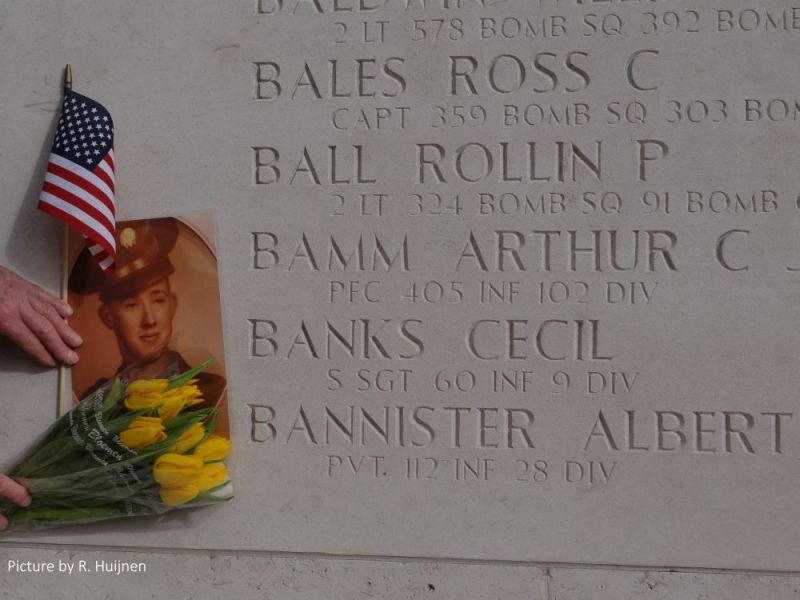 2 LT 578 BOMB SQ 392 BOMB
BALES ROSS C
CAPT 359 BOMB SQ 303 BOM
BALL ROLLIN P
2 LT 324 BOMB SQ 91 BOMB
BAMM ARTHUR C J
PFC 405 INF 102 DIV
BANKS CECIL
S SGT 60 INF 9 DIV
BANNISTER ALBERT
PVT. 112 INF 28 DIV
Bloemen
Picture by R. Huijnen